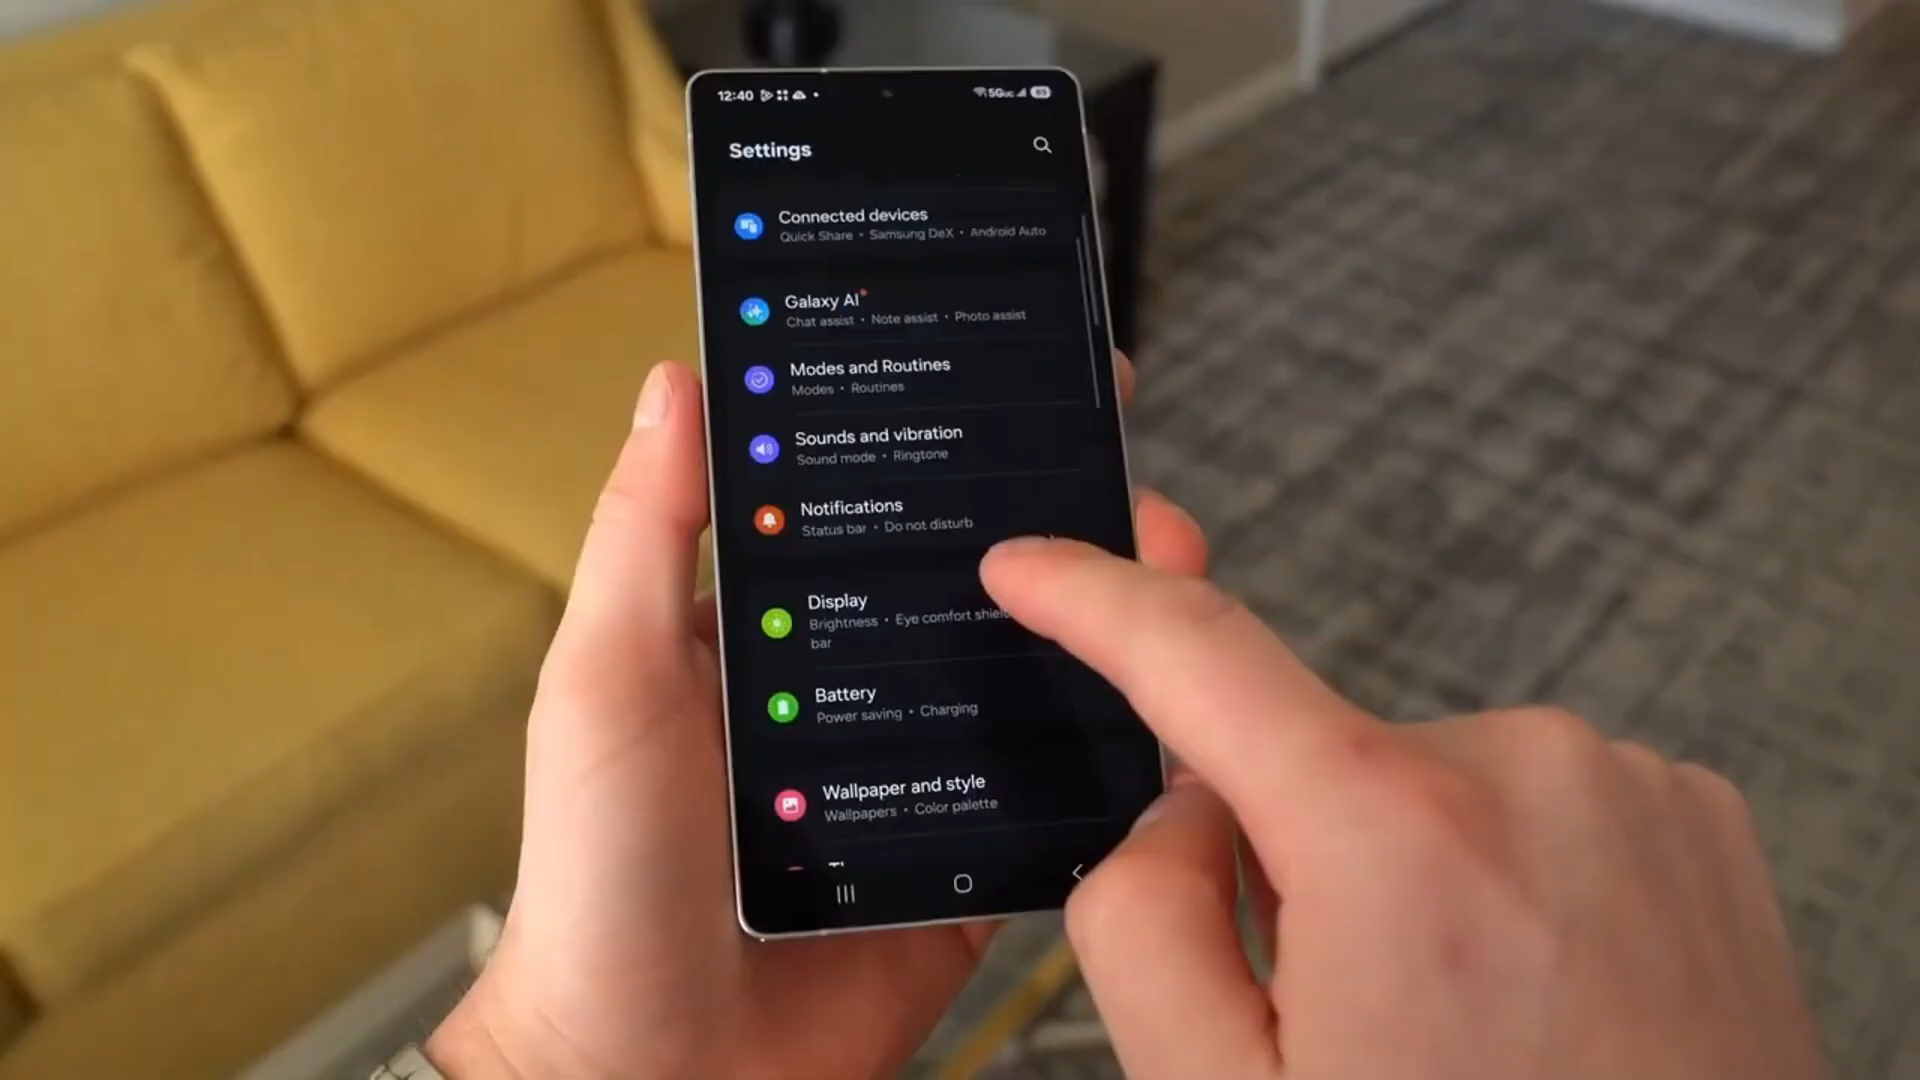 12:40 5GUC 93
Settings
Connected devices
Quick Share • Samsung DeX • Android Auto
Galaxy AI
Chat assist • Note assist • Photo assist
Modes and Routines
Modes • Routines
Sounds and vibration
Sound mode • Ringtone
Notifications
Status bar • Do not disturb
Display
Brightness • Eye comfort
bar
Battery
Power saving • Charging
Wallpaper and style
Wallpapers • Color palette